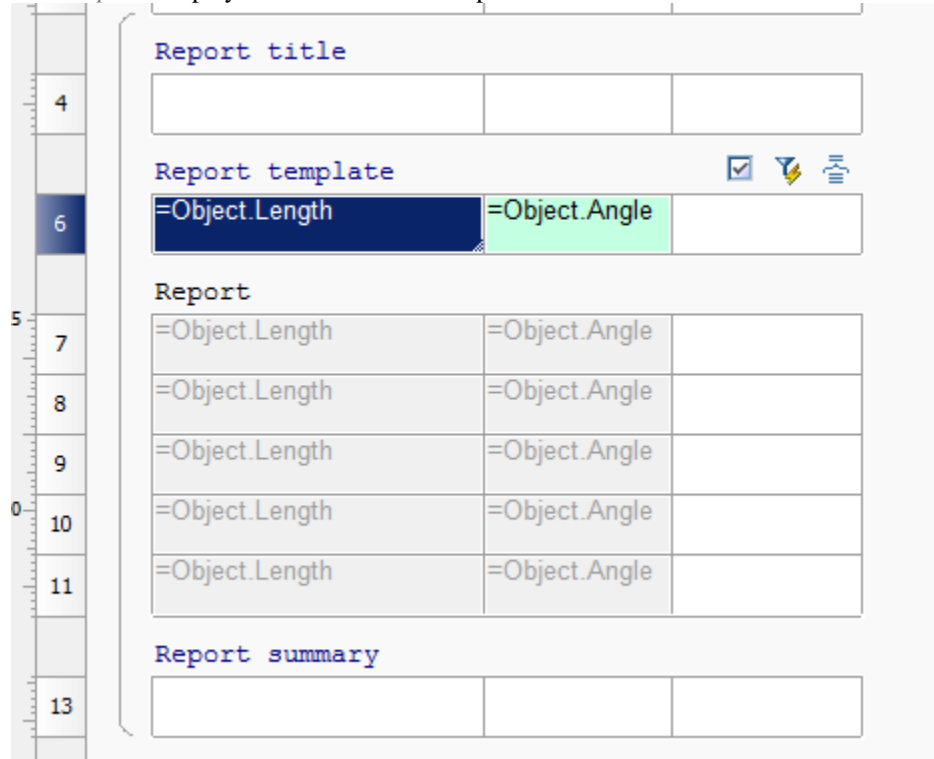 Report title
4
Report template
6 =Object.Length =Object.Angle
Report
5
7 =Object.Length =Object.Angle
8 =Object.Length =Object.Angle
9 =Object.Length =Object.Angle
0
10 =Object.Length =Object.Angle
11 =Object.Length =Object.Angle
Report summary
13